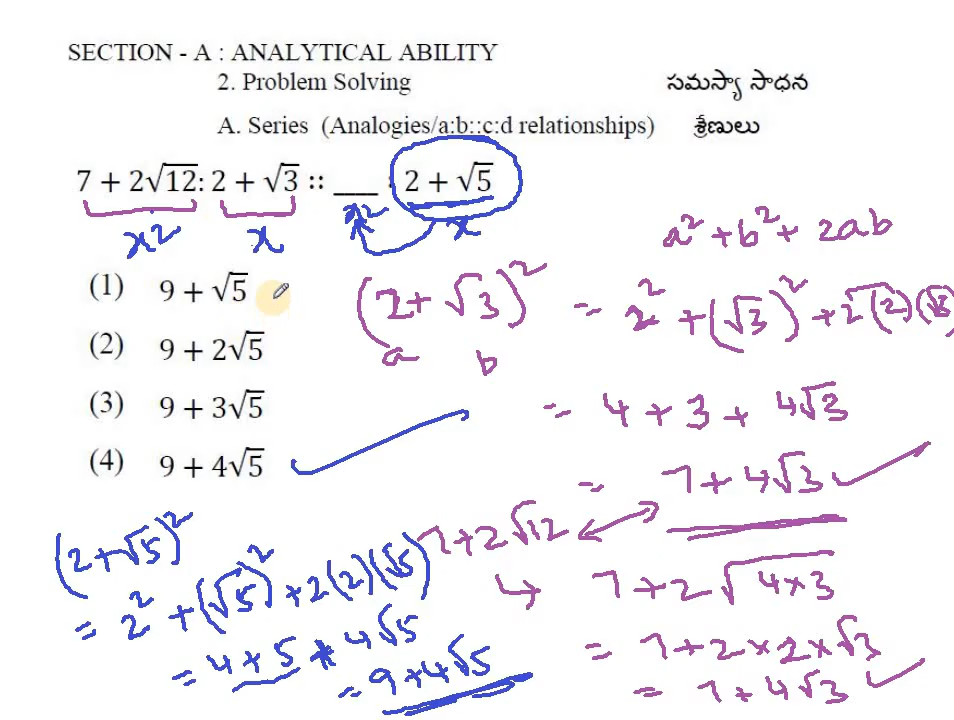 SECTION - A : ANALYTICAL ABILITY
2. Problem Solving సమస్యా సాధన
A. Series (Analogies/a:b::c:d relationships) శ్రేణులు
7 + 2√12: 2 + √3 :: ___ : 2 + √5
x² x x² x
a² + b² + 2ab
(1) 9 + √5
(2 + √3)² = 2² + (√3)² + 2(2)(√3)
a b
(2) 9 + 2√5
(3) 9 + 3√5
= 4 + 3 + 4√3
(4) 9 + 4√5
= 7 + 4√3
7 + 2√12
↳ 7 + 2√4×3
= 7 + 2×2×√3
= 7 + 4√3
(2 + √5)²
= 2² + (√5)² + 2(2)(√5)
= 4 + 5 + 4√5
= 9 + 4√5